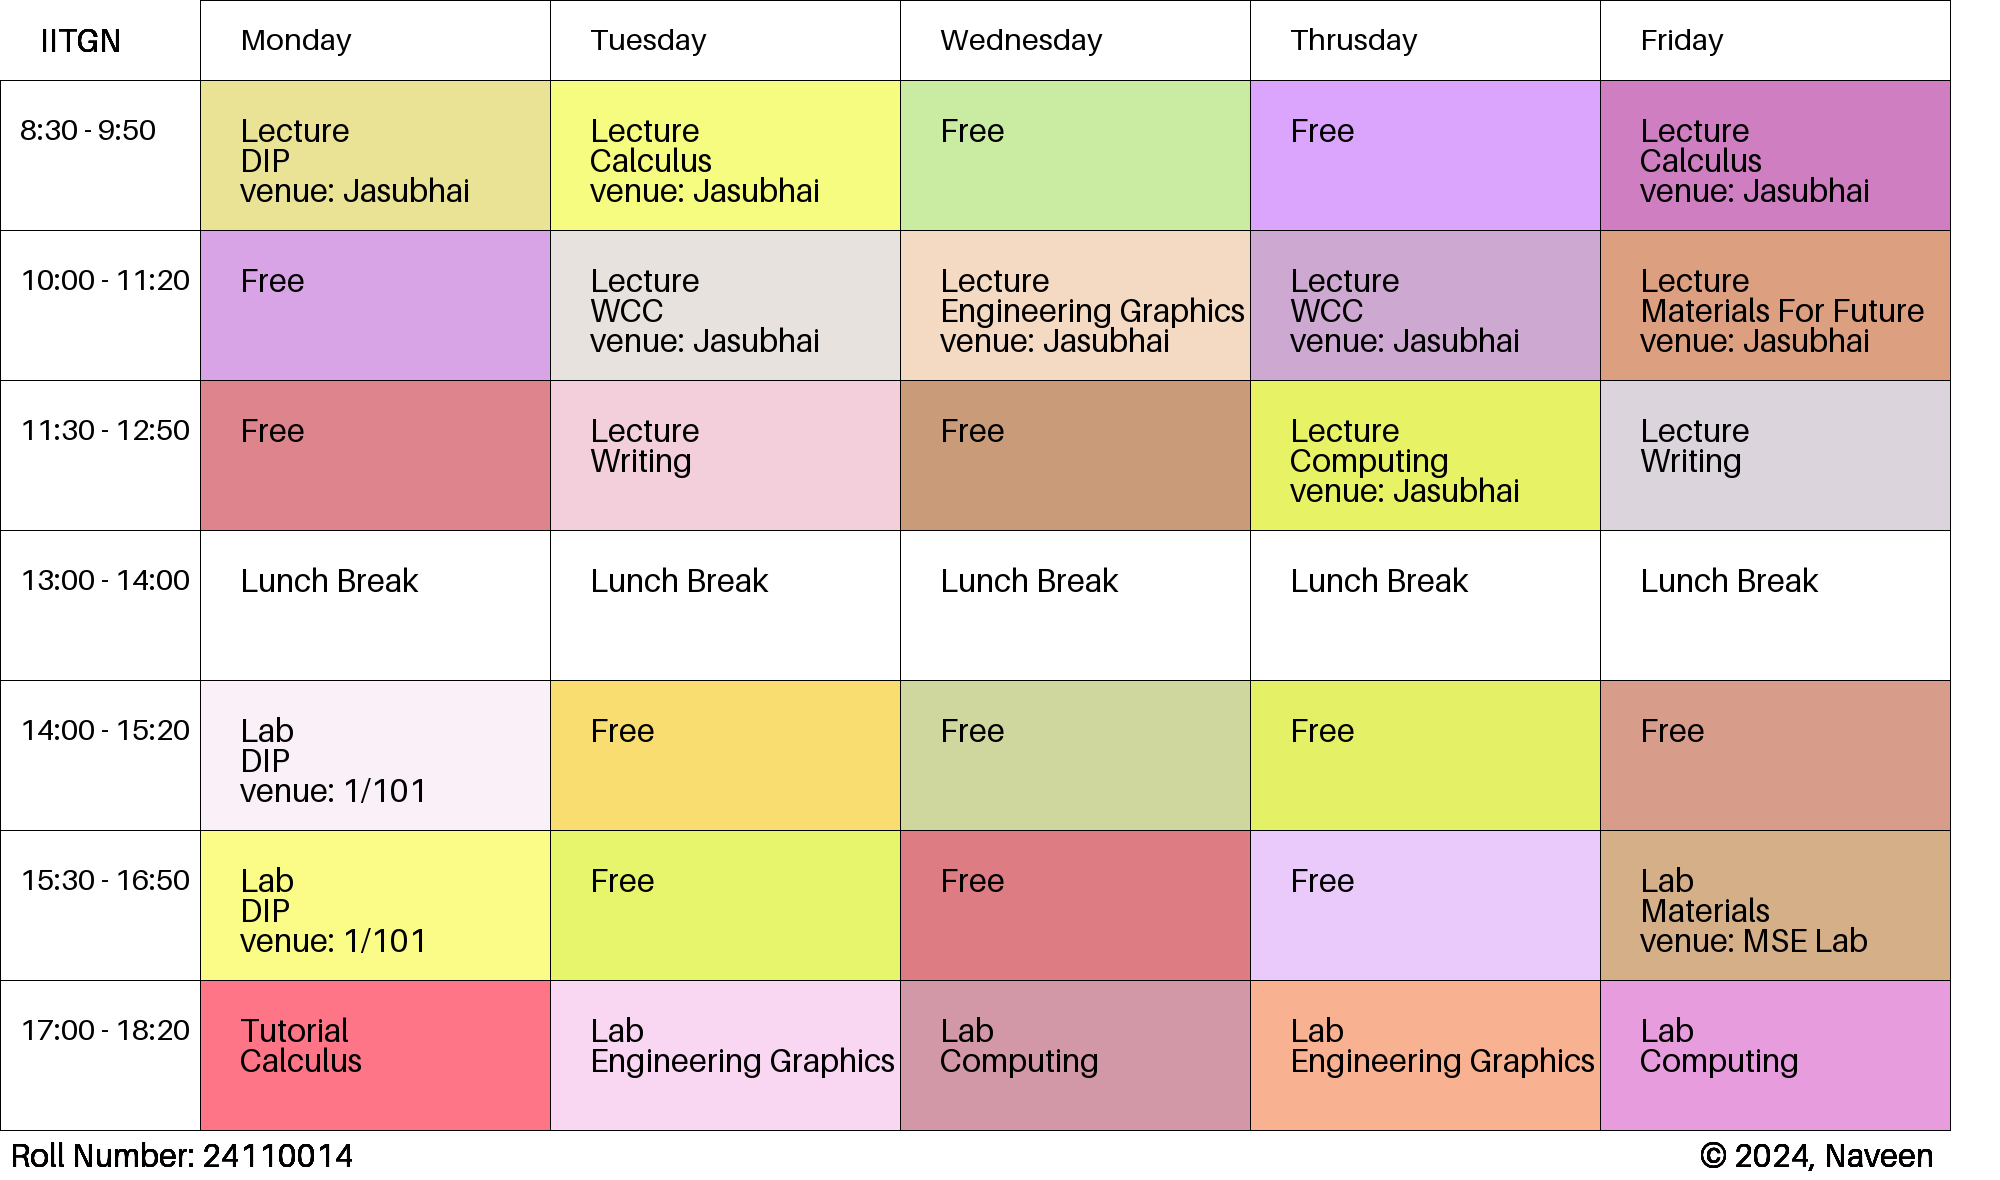 IITGN Monday Tuesday Wednesday Thrusday Friday
8:30 - 9:50
Lecture
DIP
venue: Jasubhai
Lecture
Calculus
venue: Jasubhai
Free
Free
Lecture
Calculus
venue: Jasubhai
10:00 - 11:20
Free
Lecture
WCC
venue: Jasubhai
Lecture
Engineering Graphics
venue: Jasubhai
Lecture
WCC
venue: Jasubhai
Lecture
Materials For Future
venue: Jasubhai
11:30 - 12:50
Free
Lecture
Writing
Free
Lecture
Computing
venue: Jasubhai
Lecture
Writing
13:00 - 14:00
Lunch Break
Lunch Break
Lunch Break
Lunch Break
Lunch Break
14:00 - 15:20
Lab
DIP
venue: 1/101
Free
Free
Free
Free
15:30 - 16:50
Lab
DIP
venue: 1/101
Free
Free
Free
Lab
Materials
venue: MSE Lab
17:00 - 18:20
Tutorial
Calculus
Lab
Engineering Graphics
Lab
Computing
Lab
Engineering Graphics
Lab
Computing
Roll Number: 24110014
© 2024, Naveen